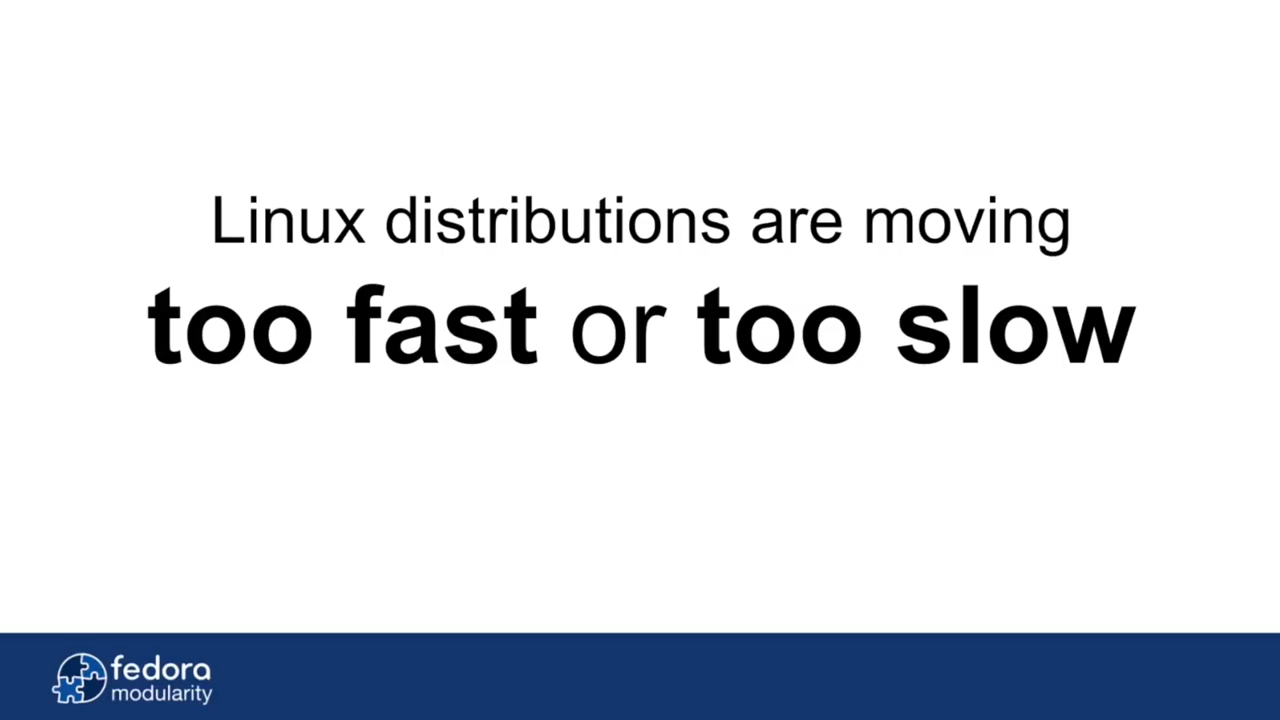 Linux distributions are moving
too fast or too slow
fedora
modularity